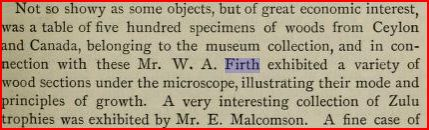 Not so showy as some objects, but of great economic interest,
was a table of five hundred specimens of woods from Ceylon
and Canada, belonging to the museum collection, and in con-
nection with these Mr. W. A. Firth exhibited a variety of
wood sections under the microscope, illustrating their mode and
principles of growth. A very interesting collection of Zulu
trophies was exhibited by Mr. E. Malcomson. A fine case of